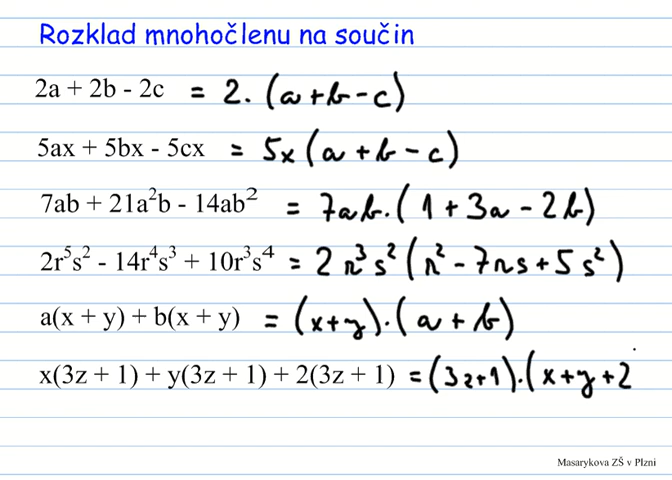 Rozklad mnohočlenu na součin
2a + 2b - 2c = 2. (a+b-c)
5ax + 5bx - 5cx = 5x (a+b-c)
7ab + 21a²b - 14ab² = 7ab.(1+3a-2b)
2r⁵s² - 14r⁴s³ + 10r³s⁴ = 2r³s²(r²-7rs+5s²)
a(x + y) + b(x + y) = (x+y).(a+b)
x(3z + 1) + y(3z + 1) + 2(3z + 1) = (3z+1).(x+y+2
Masarykova ZŠ v Plzni